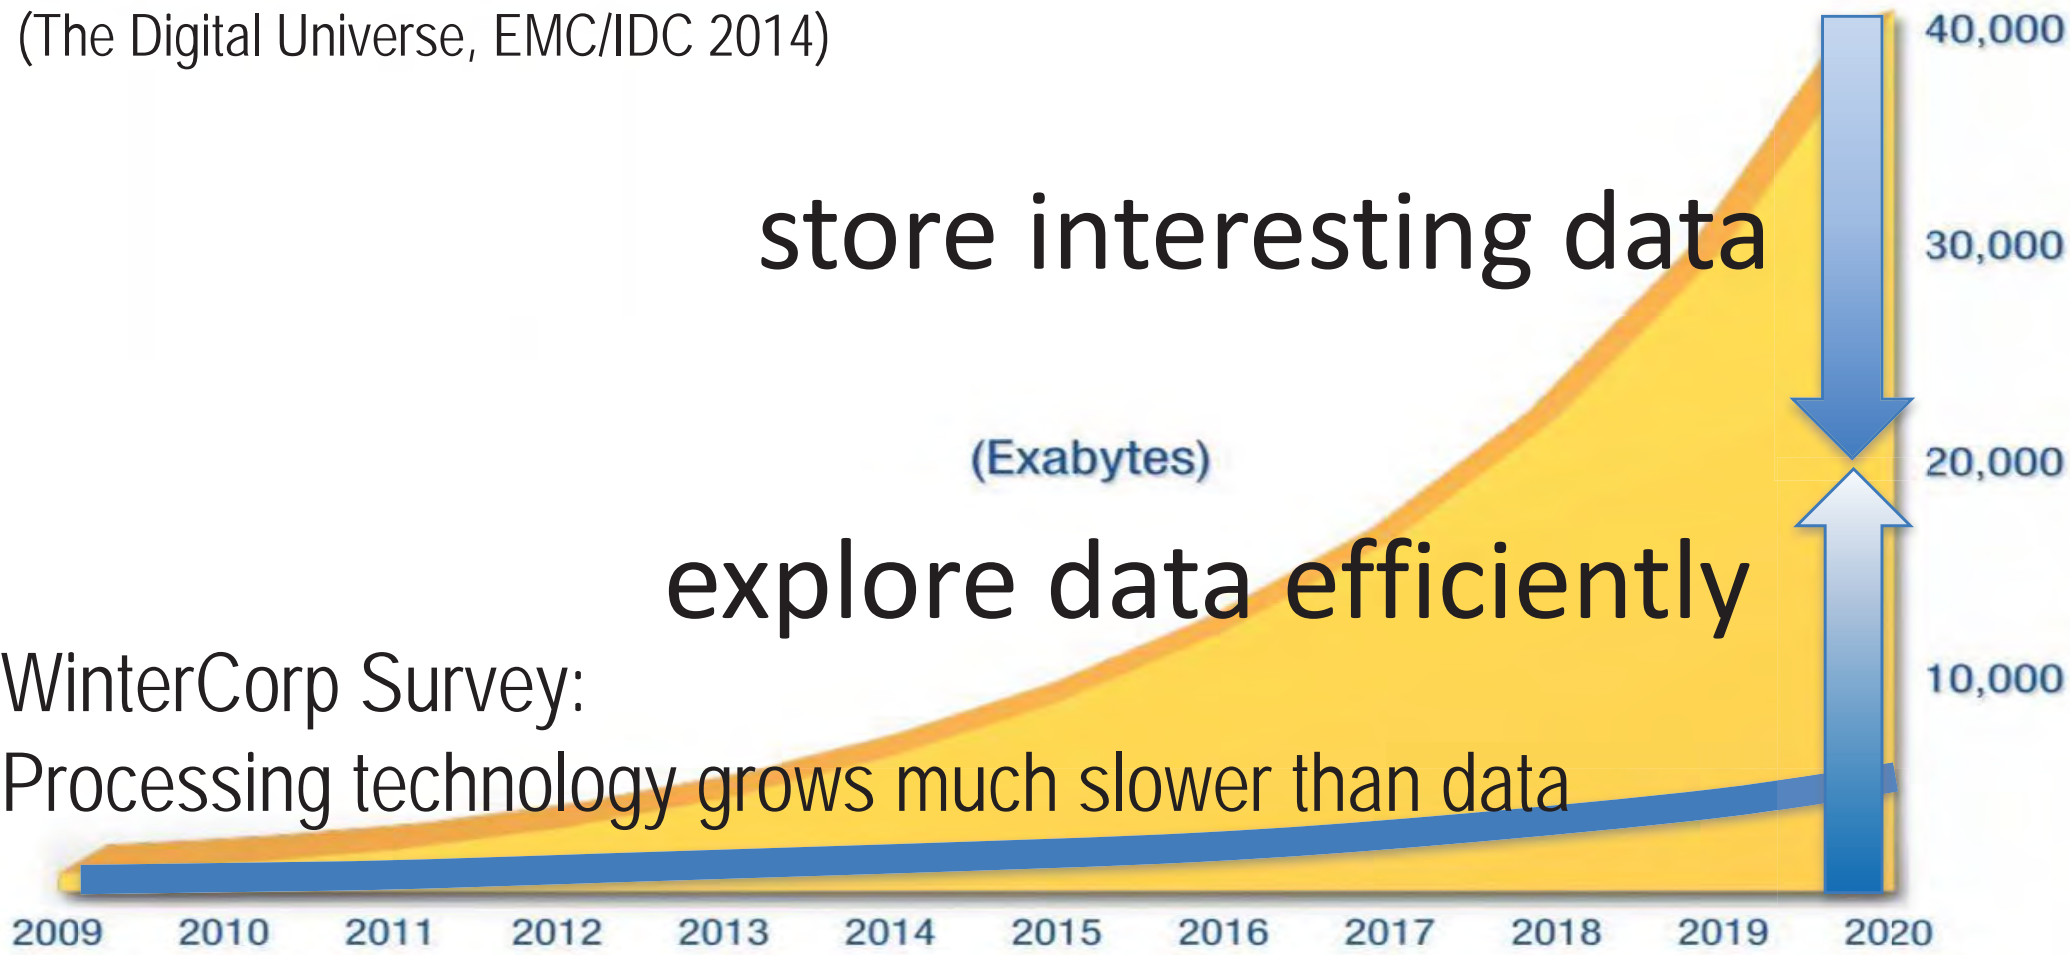 (The Digital Universe, EMC/IDC 2014)
40,000
store interesting data
30,000
(Exabytes)
20,000
explore data efficiently
WinterCorp Survey:
10,000
Processing technology grows much slower than data
2009 2010 2011 2012 2013 2014 2015 2016 2017 2018 2019 2020